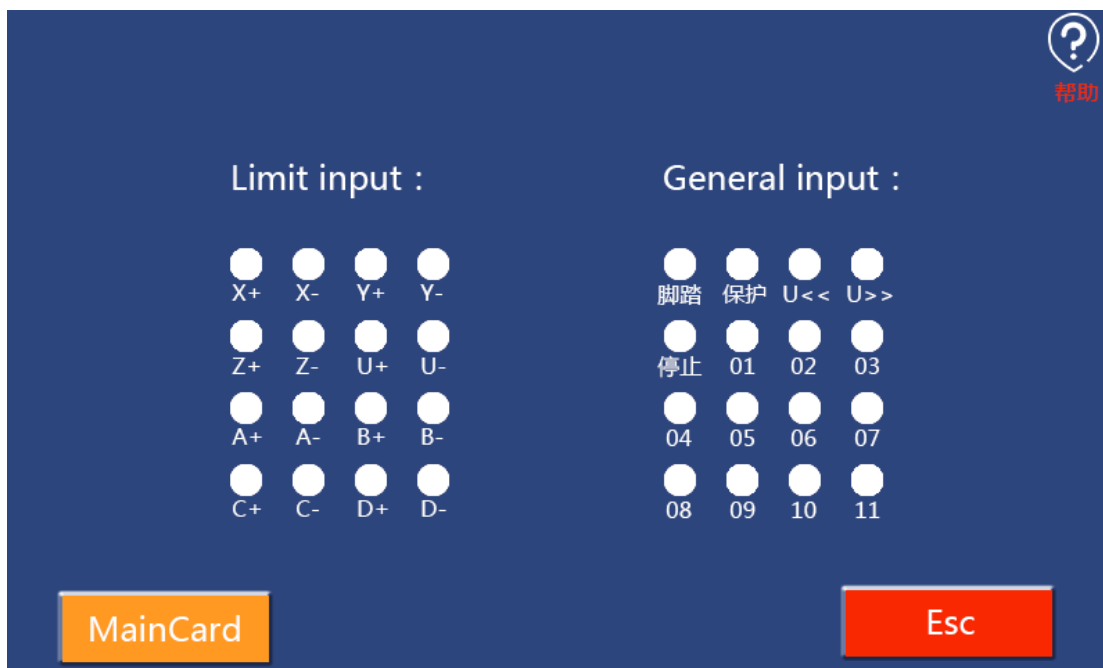 帮助
Limit input :
General input :
X+ X- Y+ Y-
脚踏 保护 U<< U>>
Z+ Z- U+ U-
停止 01 02 03
A+ A- B+ B-
04 05 06 07
C+ C- D+ D-
08 09 10 11
MainCard
Esc